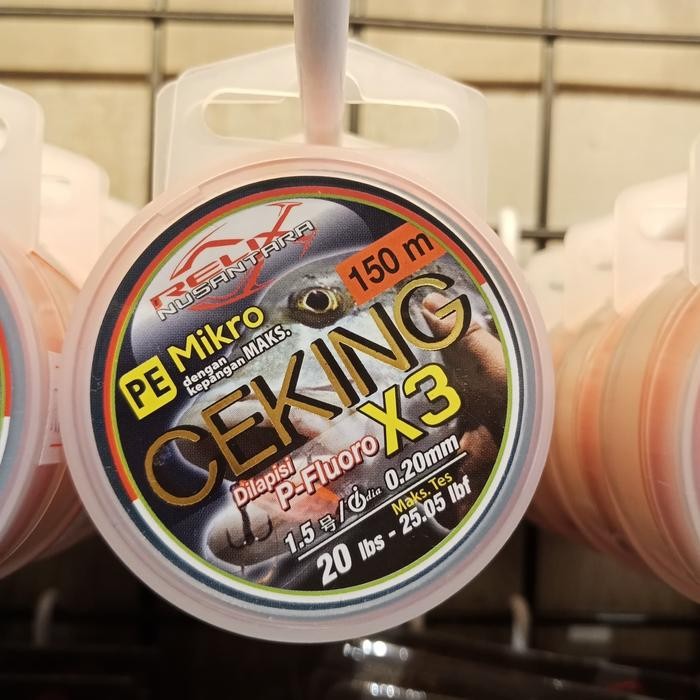 RELIX
NUSANTARA
150 m
PE Mikro
dengan
kepangan MAKS.
CEKING
X3
Dilapisi
P-Fluoro
1.5 号 / dia 0.20mm
Maks. Tes
20 lbs - 25.05 lbf